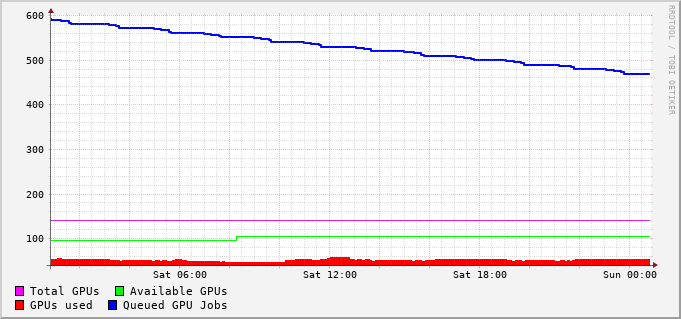 600
500
400
300
200
100
Sat 06:00 Sat 12:00 Sat 18:00 Sun 00:00
Total GPUs Available GPUs
GPUs used Queued GPU Jobs
RRDTOOL / TOBI OETIKER